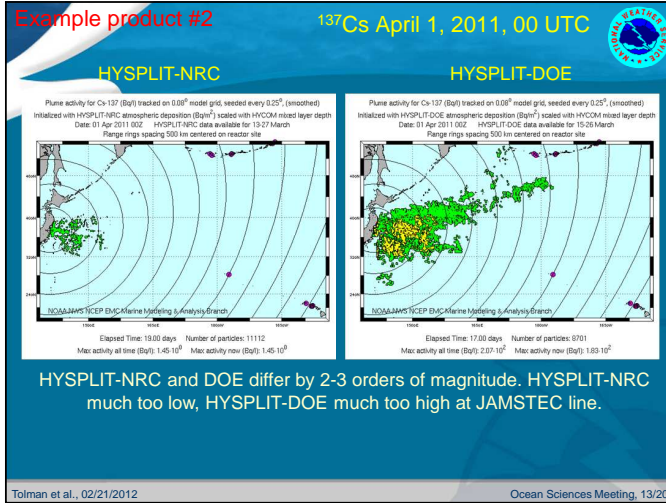 Example product #2
¹³⁷Cs April 1, 2011, 00 UTC
NATIONAL WEATHER SERVICE
HYSPLIT-NRC
HYSPLIT-DOE
Plume activity for Cs-137 (Bq/l) tracked on 0.08° model grid, seeded every 0.25°, (smoothed)
Initialized with HYSPLIT-NRC atmospheric deposition (Bq/m²) scaled with HYCOM mixed layer depth
Date: 01 Apr 2011 00Z HYSPLIT-NRC data available for 13-27 March
Range rings spacing 500 km centered on reactor site
NOAA/NWS NCEP EMC Marine Modeling & Analysis Branch
150°E
Elapsed Time: 19.00 days Number of particles: 11112
Max activity all time (Bq/l): 1.45·10⁰ Max activity now (Bq/l): 1.45·10⁰
Plume activity for Cs-137 (Bq/l) tracked on 0.08° model grid, seeded every 0.25°, (smoothed)
Initialized with HYSPLIT-DOE atmospheric deposition (Bq/m²) scaled with HYCOM mixed layer depth
Date: 01 Apr 2011 00Z HYSPLIT-DOE data available for 15-26 March
Range rings spacing 500 km centered on reactor site
NOAA/NWS NCEP EMC Marine Modeling & Analysis Branch
Elapsed Time: 17.00 days Number of particles: 8701
Max activity all time (Bq/l): 2.07·10² Max activity now (Bq/l): 1.83·10²
HYSPLIT-NRC and DOE differ by 2-3 orders of magnitude. HYSPLIT-NRC
much too low, HYSPLIT-DOE much too high at JAMSTEC line.
Tolman et al., 02/21/2012
Ocean Sciences Meeting, 13/20